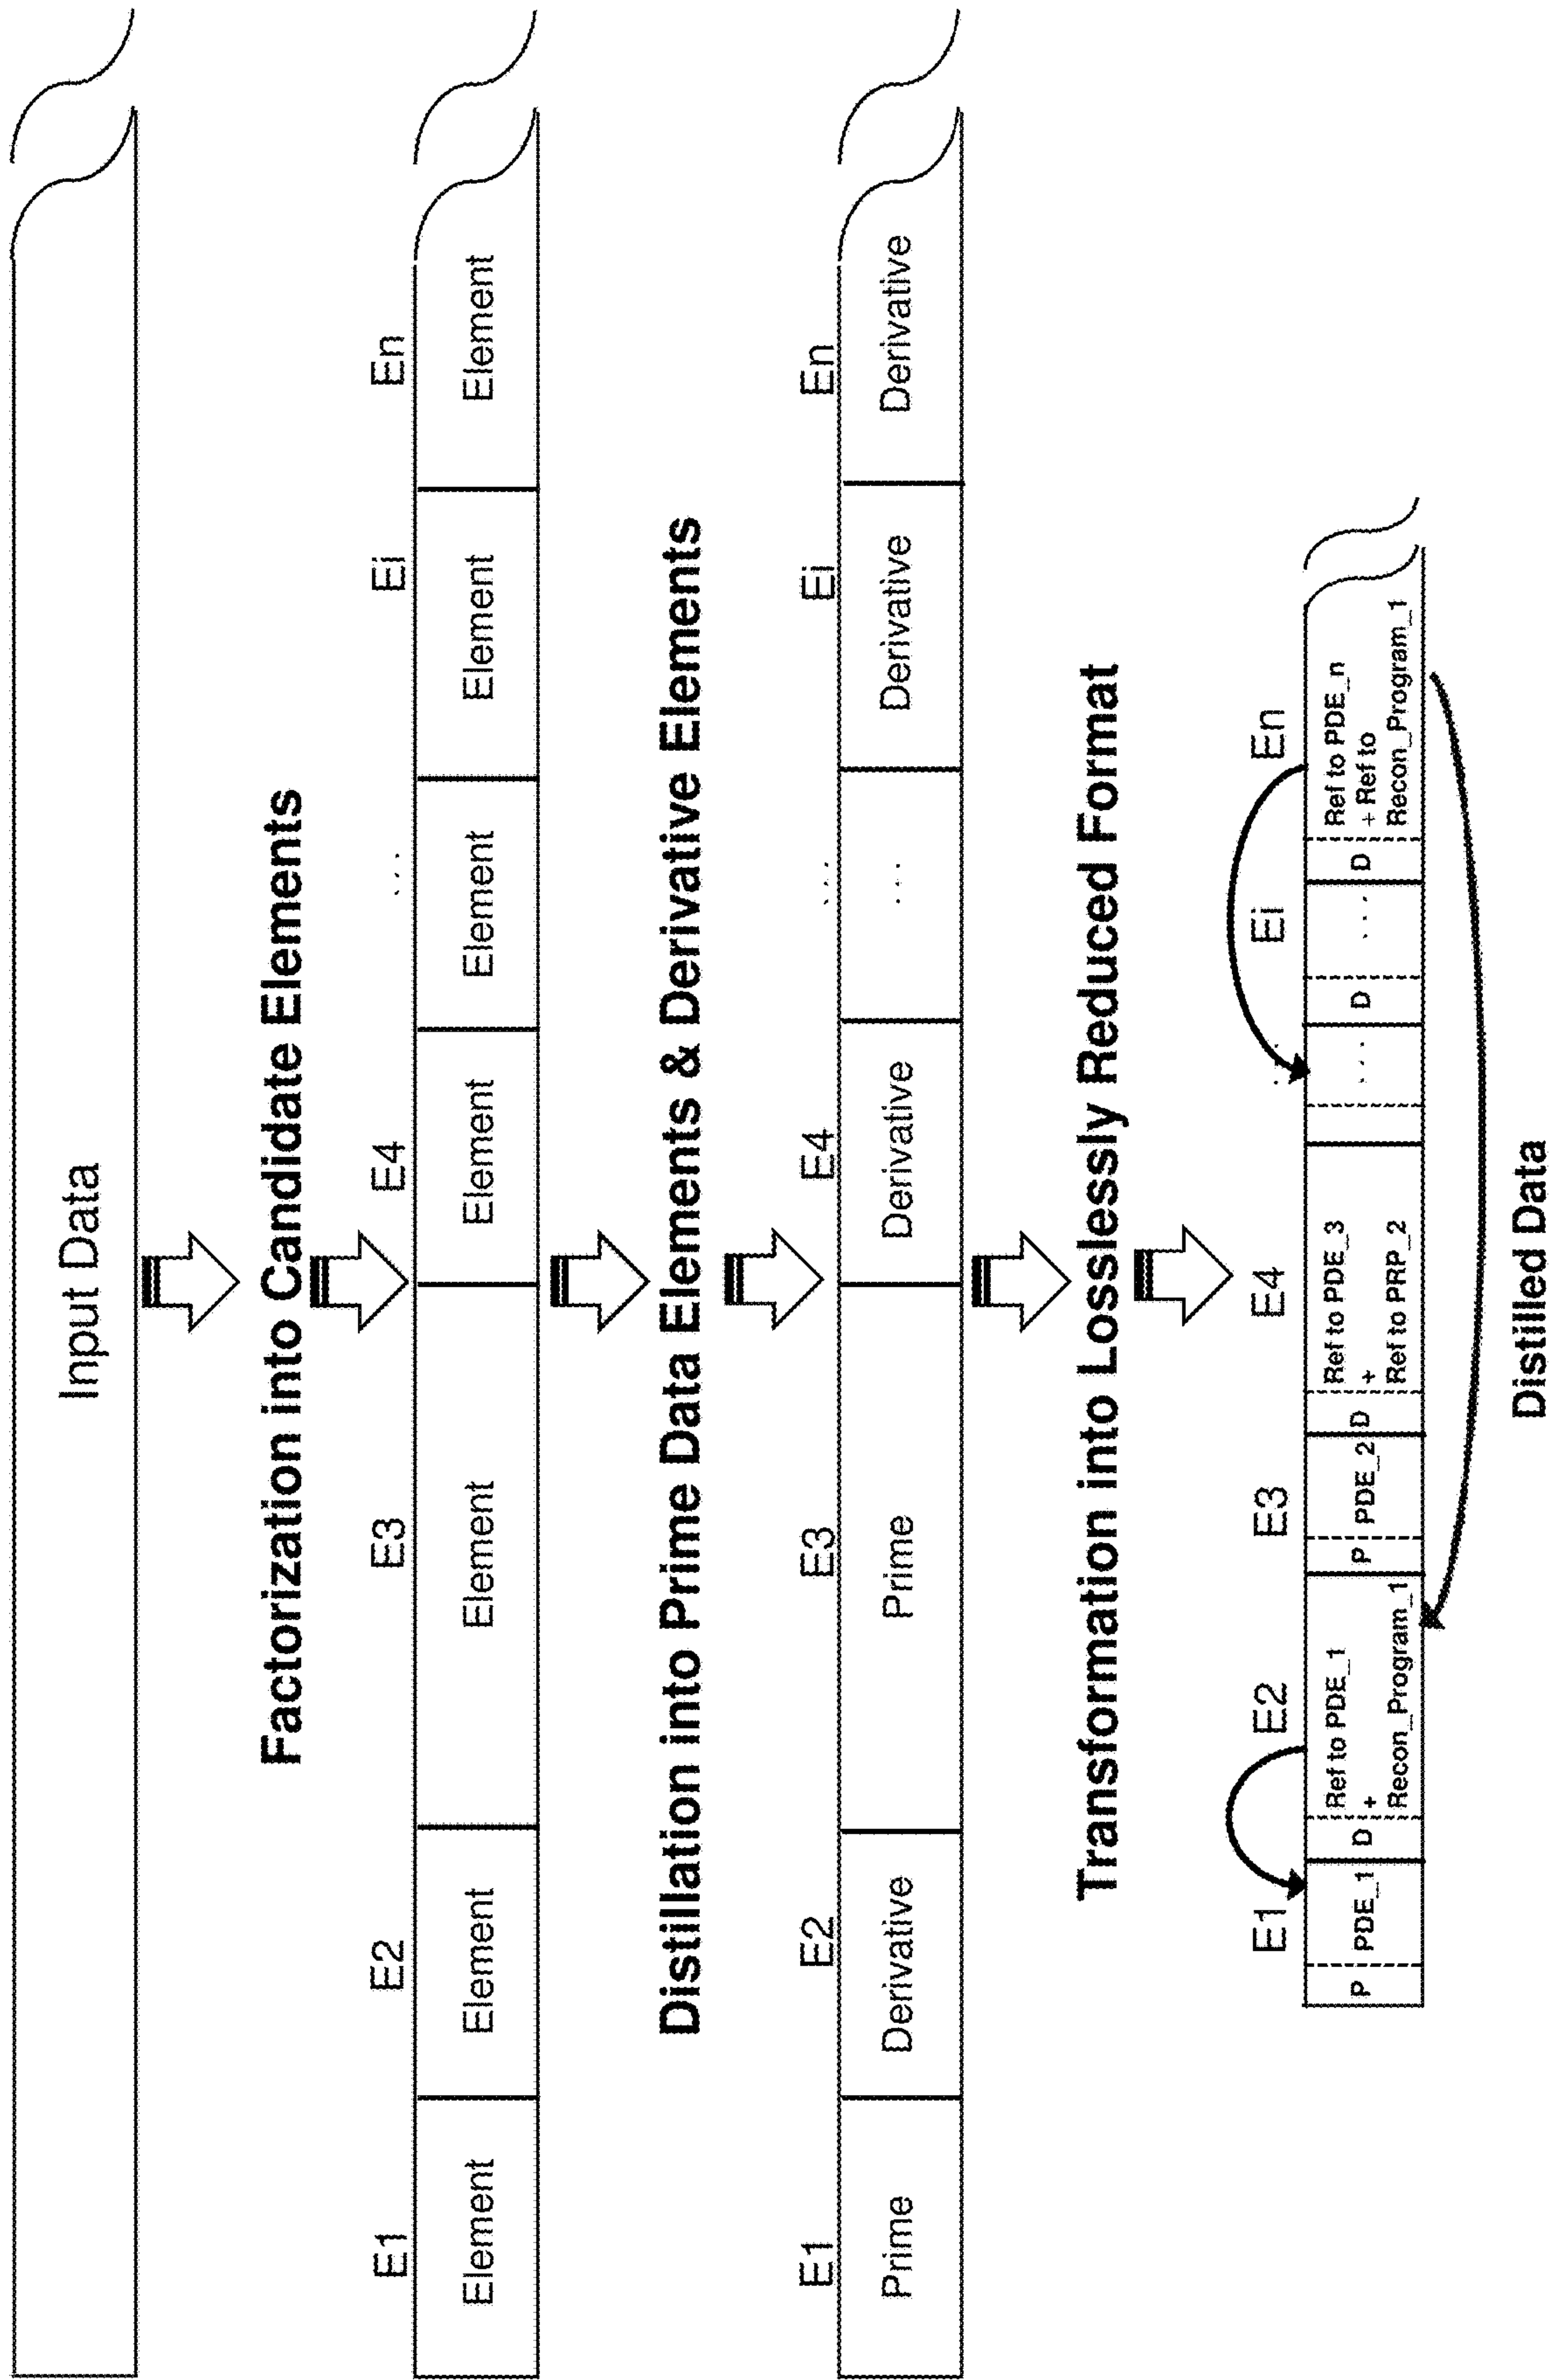 Input Data
Factorization into Candidate Elements
E1 E2 E3 E4 ... Ei En
Element Element Element Element Element Element Element
Distillation into Prime Data Elements & Derivative Elements
E1 E2 E3 E4 ... Ei En
Prime Derivative Prime Derivative ... Derivative Derivative
Transformation into Losslessly Reduced Format
E1 E2 E3 E4 ... Ei En
P PDE_1
D Ref to PDE_1
+
Recon_Program_1
P PDE_2
D Ref to PDE_3
+
Ref to PRP_2
...
D ...
D Ref to PDE_n
+ Ref to
Recon_Program_1
Distilled Data